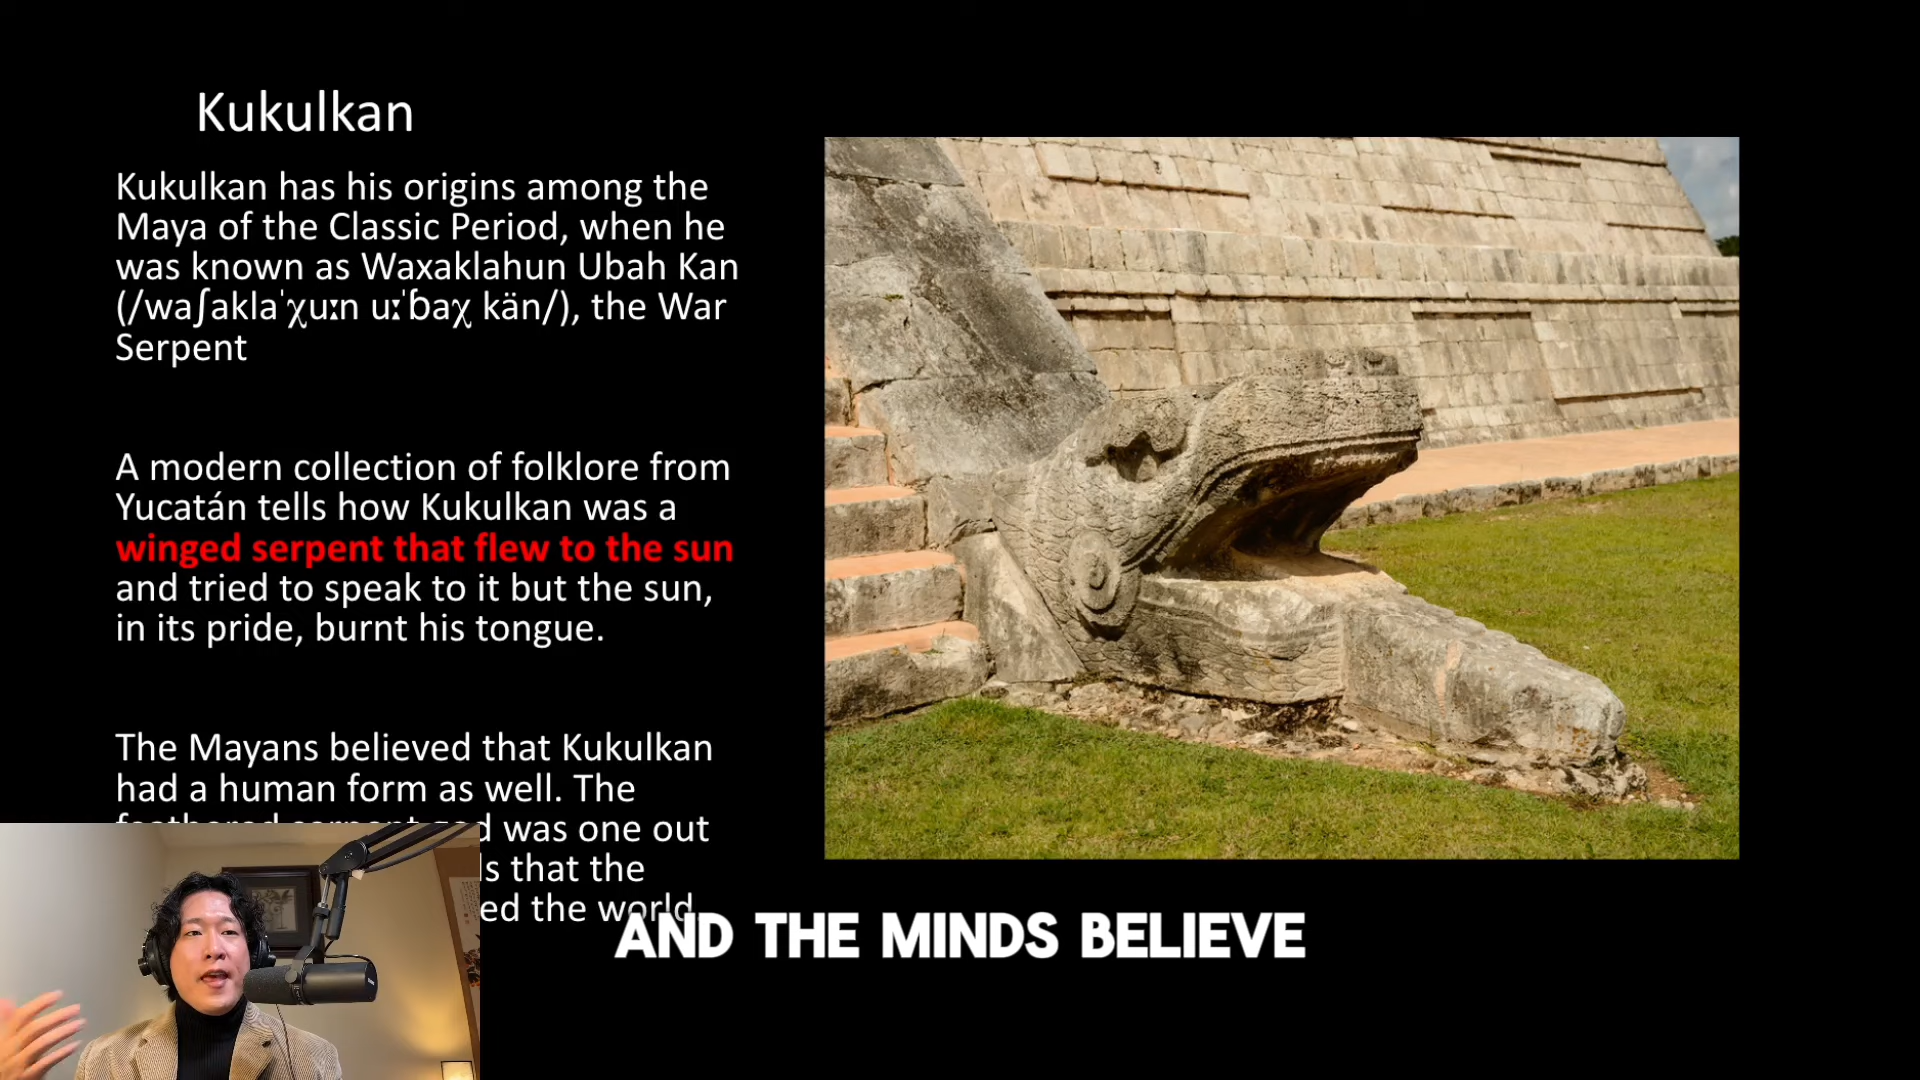 Kukulkan
Kukulkan has his origins among the
Maya of the Classic Period, when he
was known as Waxaklahun Ubah Kan
(/waʃaklaˈχuːn uːˈɓaχ kän/), the War
Serpent
A modern collection of folklore from
Yucatán tells how Kukulkan was a
winged serpent that flew to the sun
and tried to speak to it but the sun,
in its pride, burnt his tongue.
The Mayans believed that Kukulkan
had a human form as well. The
was one out
that the
the world
AND THE MINDS BELIEVE